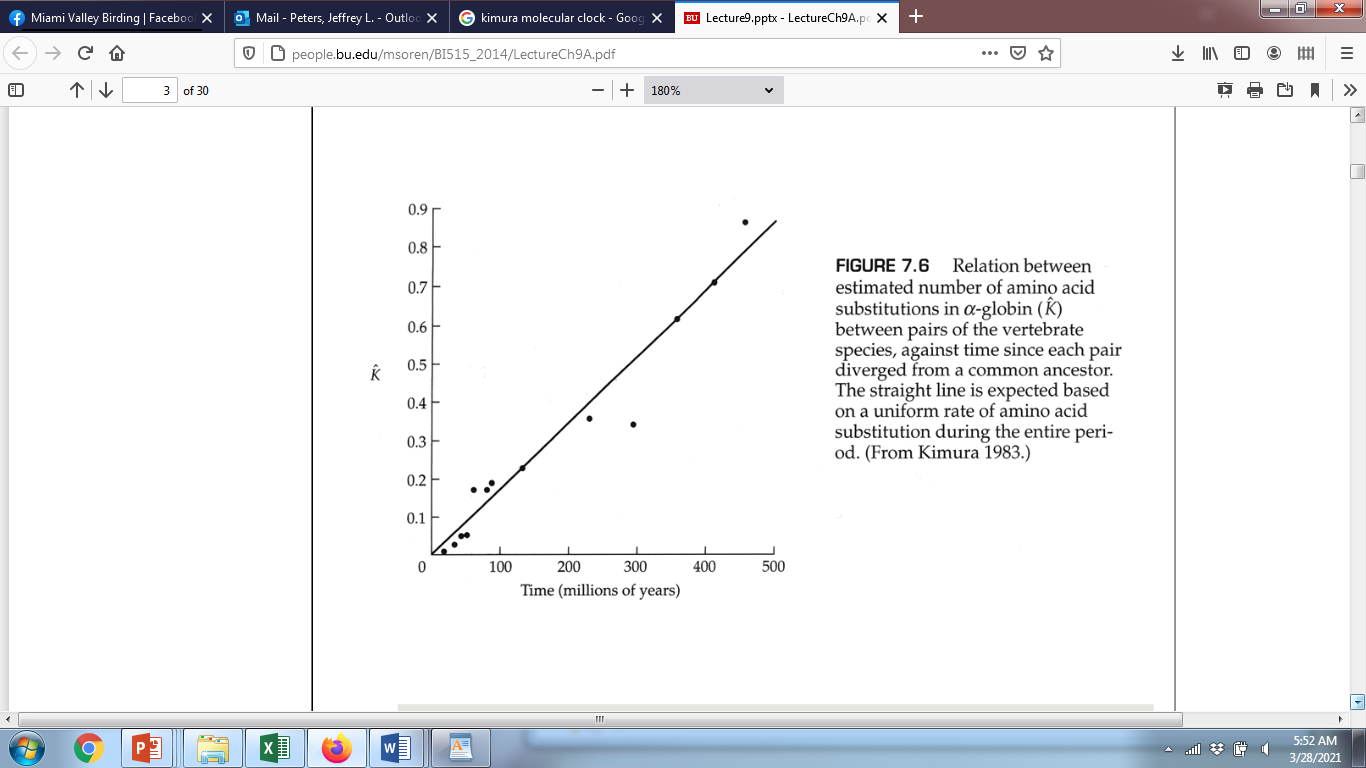 Miami Valley Birding | Faceboo
Mail - Peters, Jeffrey L. - Outloo
kimura molecular clock - Goog
BU Lecture9.pptx - LectureCh9A.pd
people.bu.edu/msoren/BI515_2014/LectureCh9A.pdf
3 of 30
180%
0.9
0.8
0.7
0.6
0.5
0.4
0.3
0.2
0.1
K̂
0 100 200 300 400 500
Time (millions of years)
FIGURE 7.6 Relation between
estimated number of amino acid
substitutions in α-globin (K̂)
between pairs of the vertebrate
species, against time since each pair
diverged from a common ancestor.
The straight line is expected based
on a uniform rate of amino acid
substitution during the entire peri-
od. (From Kimura 1983.)
5:52 AM
3/28/2021